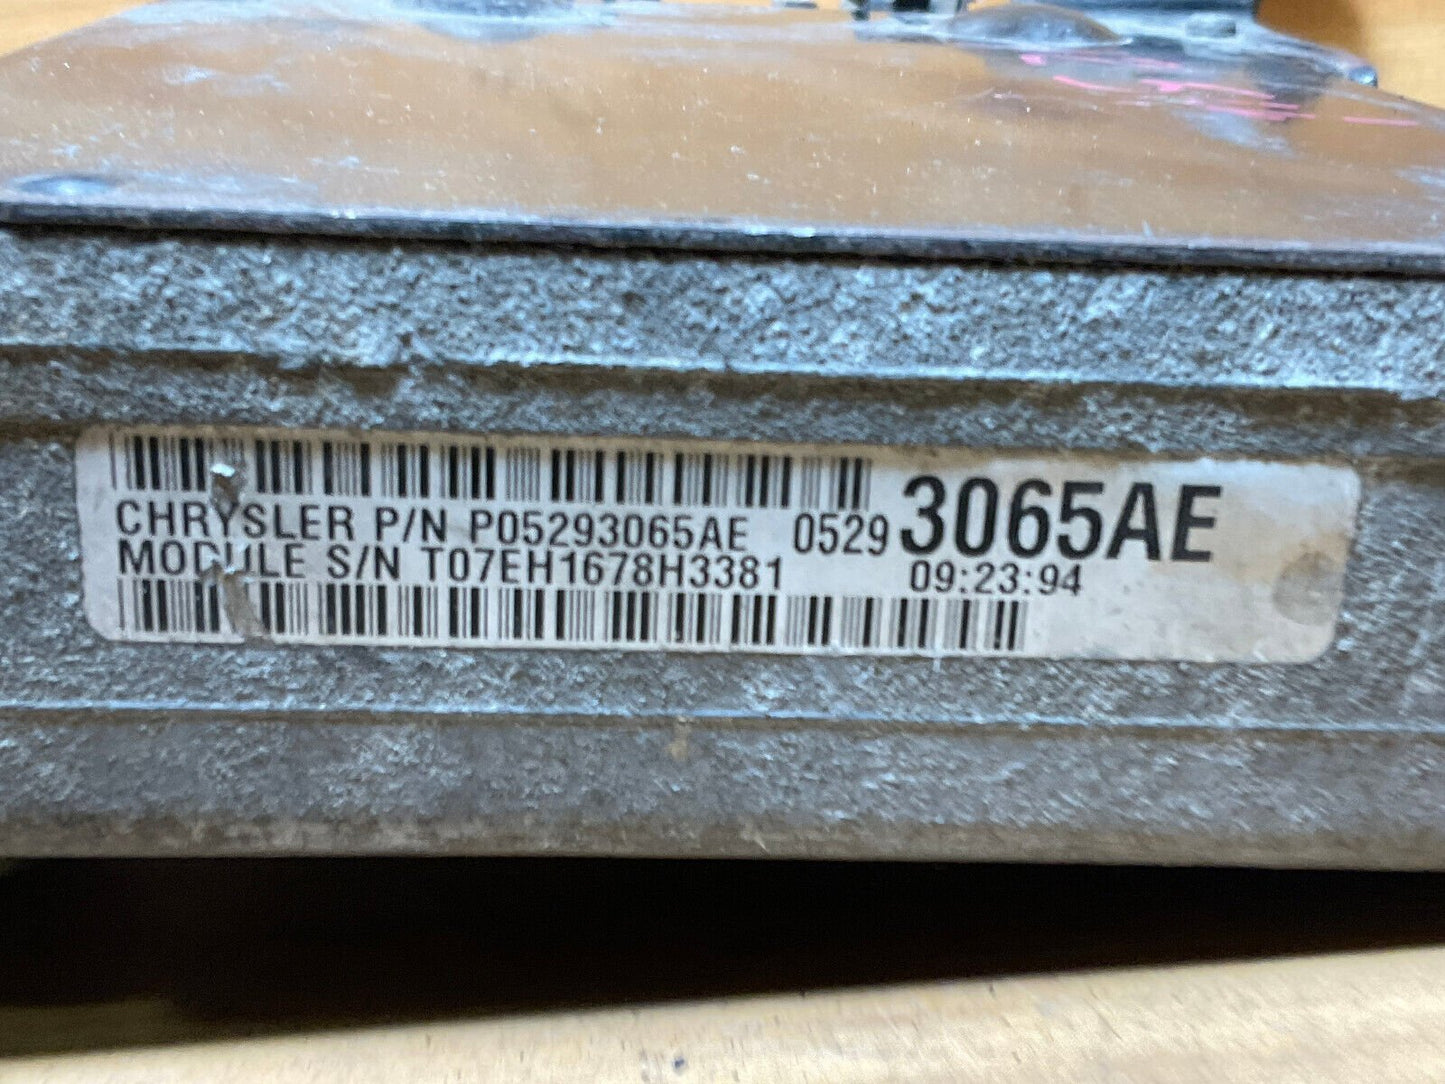 CHRYSLER P/N P05293065AE 0529 3065AE
MODULE S/N T07EH1678H3381 09:23:94